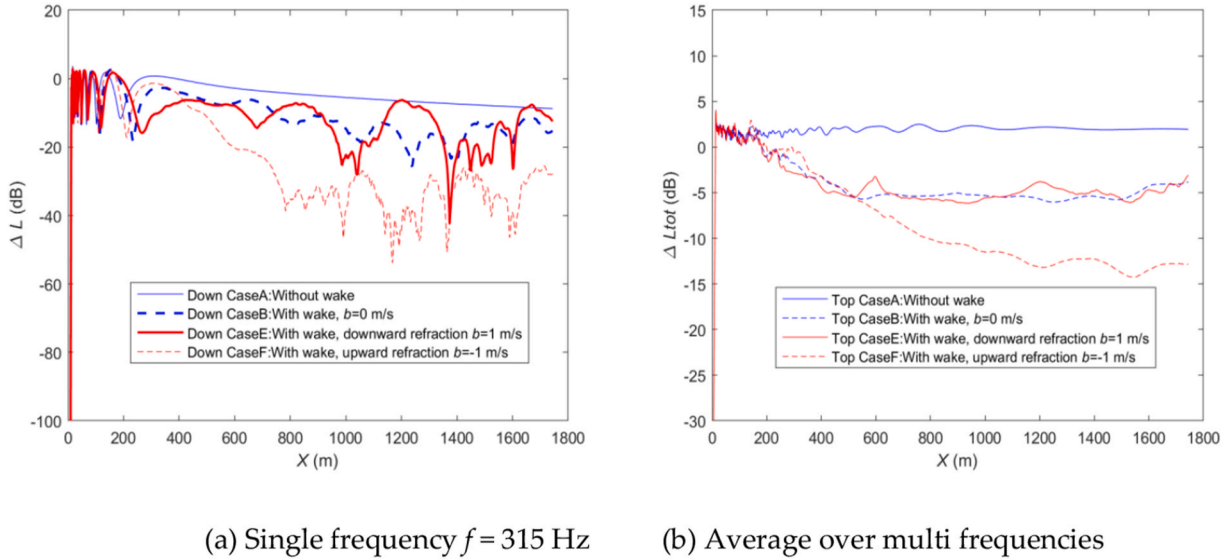 20
0
-20
-40
-60
-80
-100
Δ L (dB)
Down CaseA:Without wake
Down CaseB:With wake, b=0 m/s
Down CaseE:With wake, downward refraction b=1 m/s
Down CaseF:With wake, upward refraction b=-1 m/s
0 200 400 600 800 1000 1200 1400 1600 1800
X (m)
15
10
5
0
-5
-10
-15
-20
-25
-30
Δ Ltot (dB)
Top CaseA:Without wake
Top CaseB:With wake, b=0 m/s
Top CaseE:With wake, downward refraction b=1 m/s
Top CaseF:With wake, upward refraction b=-1 m/s
0 200 400 600 800 1000 1200 1400 1600 1800
X (m)
(a) Single frequency f = 315 Hz
(b) Average over multi frequencies